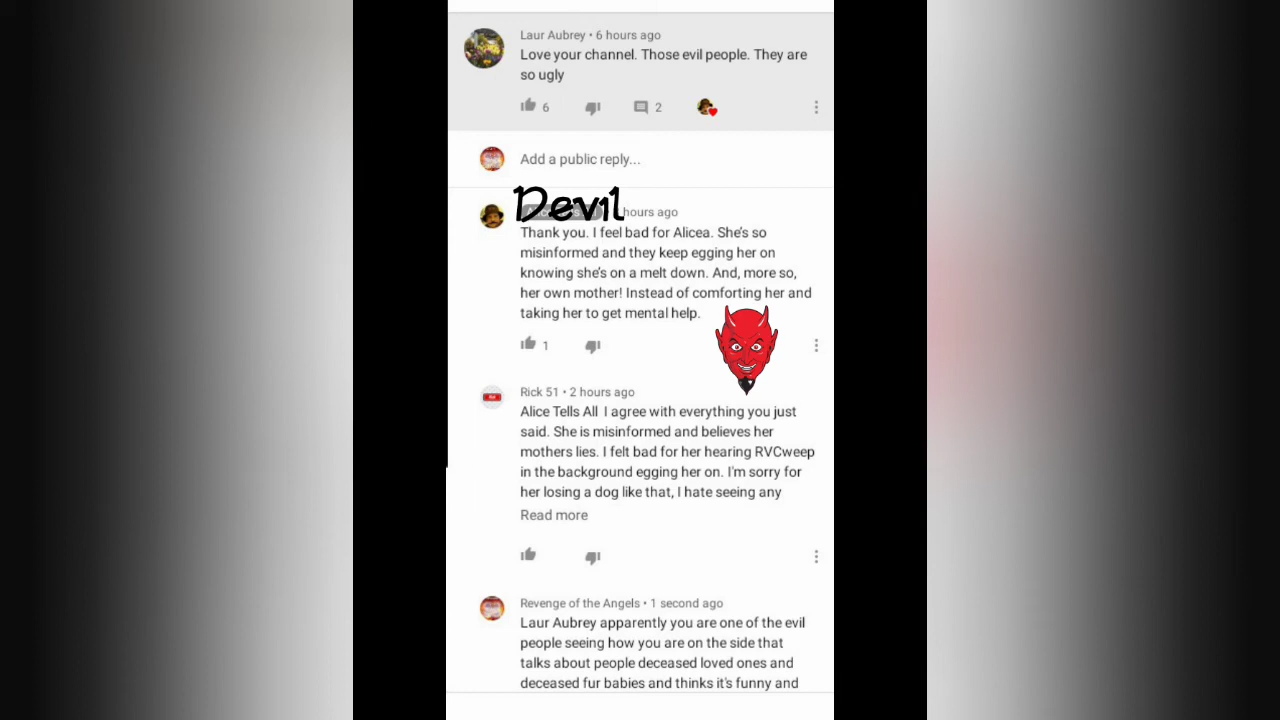 Laur Aubrey • 6 hours ago
Love your channel. Those evil people. They are
so ugly
6
2
Add a public reply...
Devil
hours ago
Thank you. I feel bad for Alicea. She's so
misinformed and they keep egging her on
knowing she's on a melt down. And, more so,
her own mother! Instead of comforting her and
taking her to get mental help.
1
Rick 51 • 2 hours ago
Alice Tells All I agree with everything you just
said. She is misinformed and believes her
mothers lies. I felt bad for her hearing RVCweep
in the background egging her on. I'm sorry for
her losing a dog like that, I hate seeing any
Read more
Revenge of the Angels • 1 second ago
Laur Aubrey apparently you are one of the evil
people seeing how you are on the side that
talks about people deceased loved ones and
deceased fur babies and thinks it's funny and